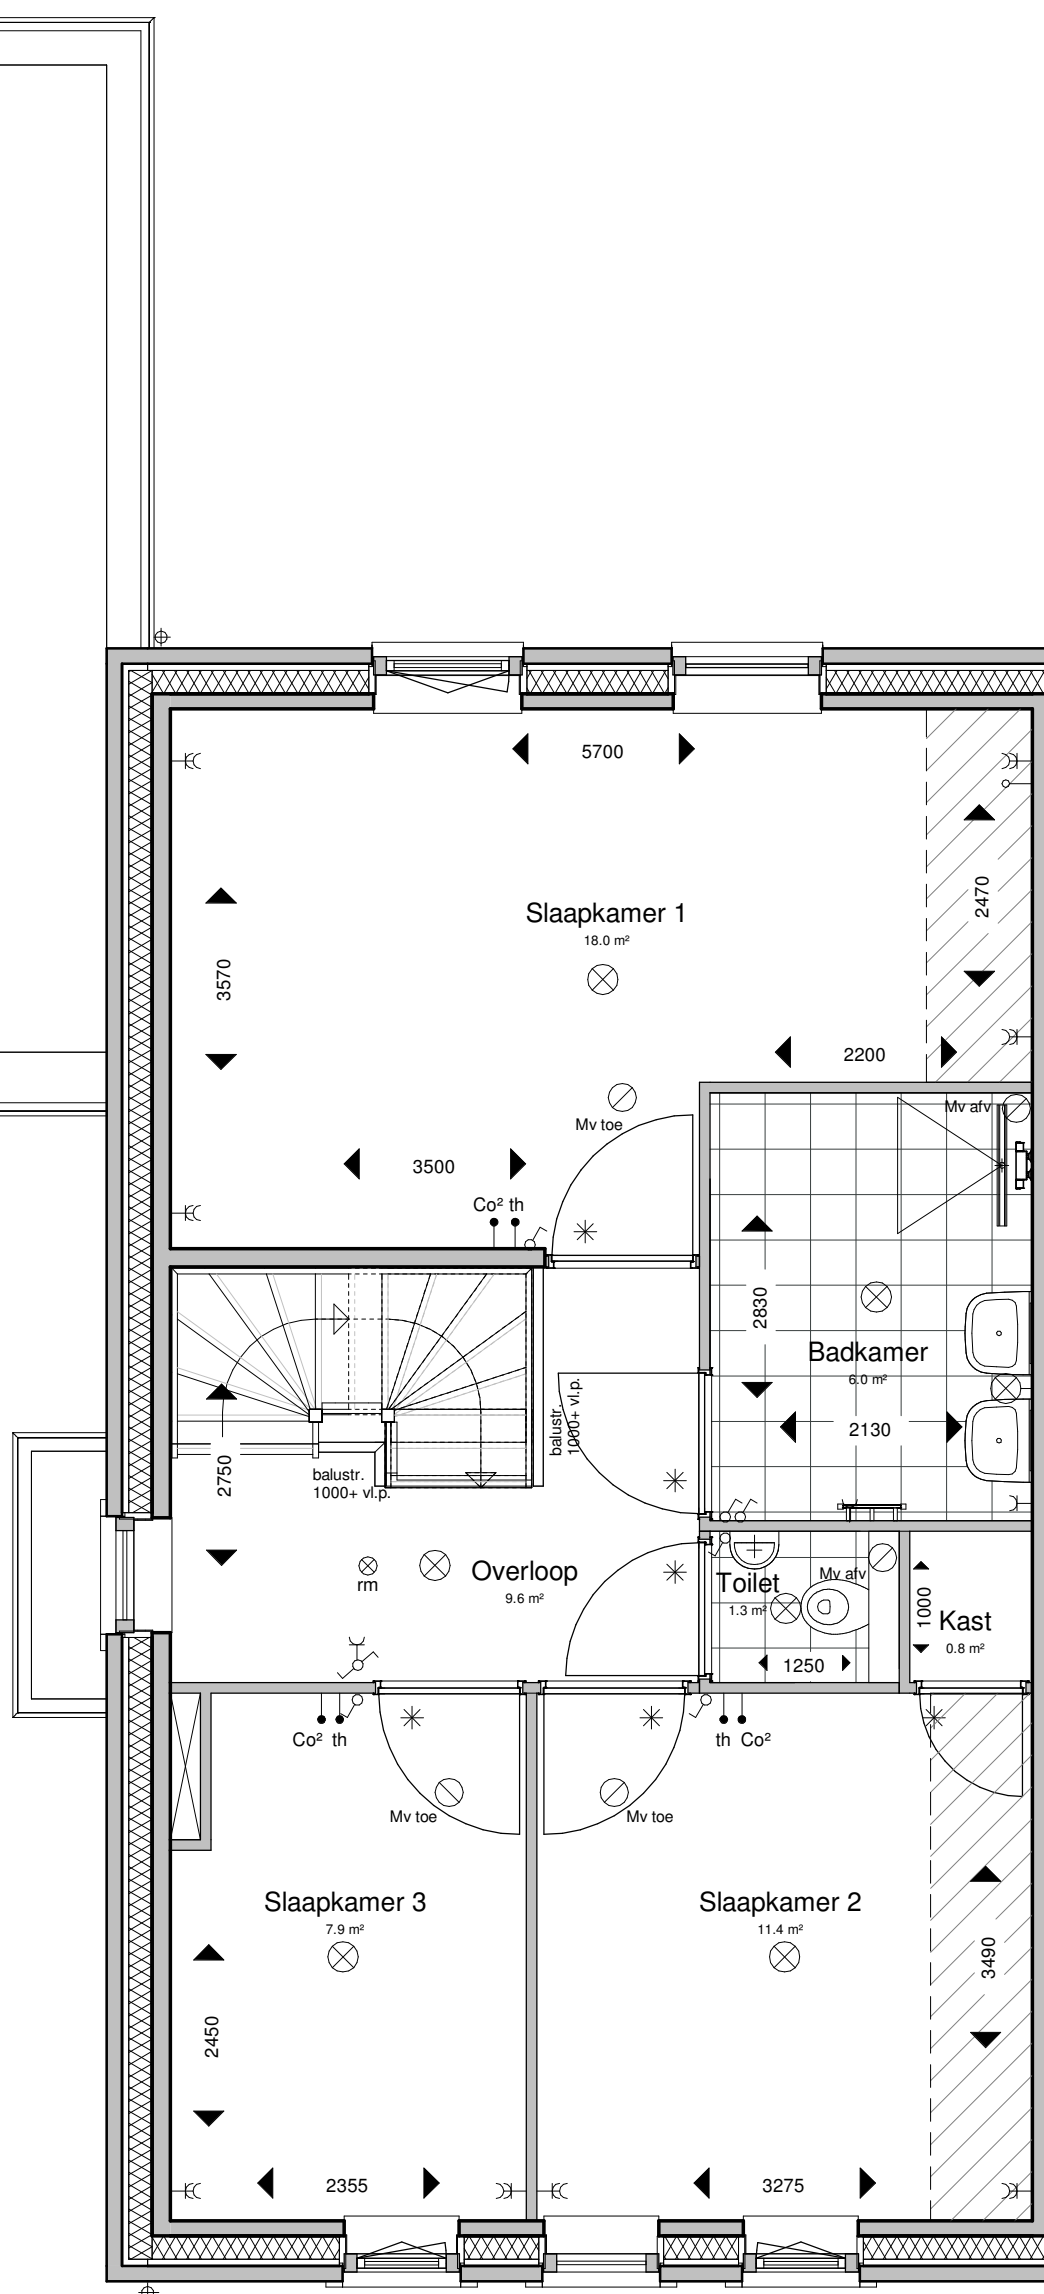 5700
2470
Slaapkamer 1
18.0 m²
3570
2200
Mv toe
Mv afv
3500
Co² th
2830
Badkamer
6.0 m²
balustr.
1000+ vl.p.
2130
2750
balustr.
1000+ vl.p.
rm
Overloop
9.6 m²
Toilet
1.3 m²
Mv afv
1000
Kast
0.8 m²
1250
Co² th
th Co²
Mv toe
Mv toe
Slaapkamer 3
7.9 m²
Slaapkamer 2
11.4 m²
3490
2450
2355
3275